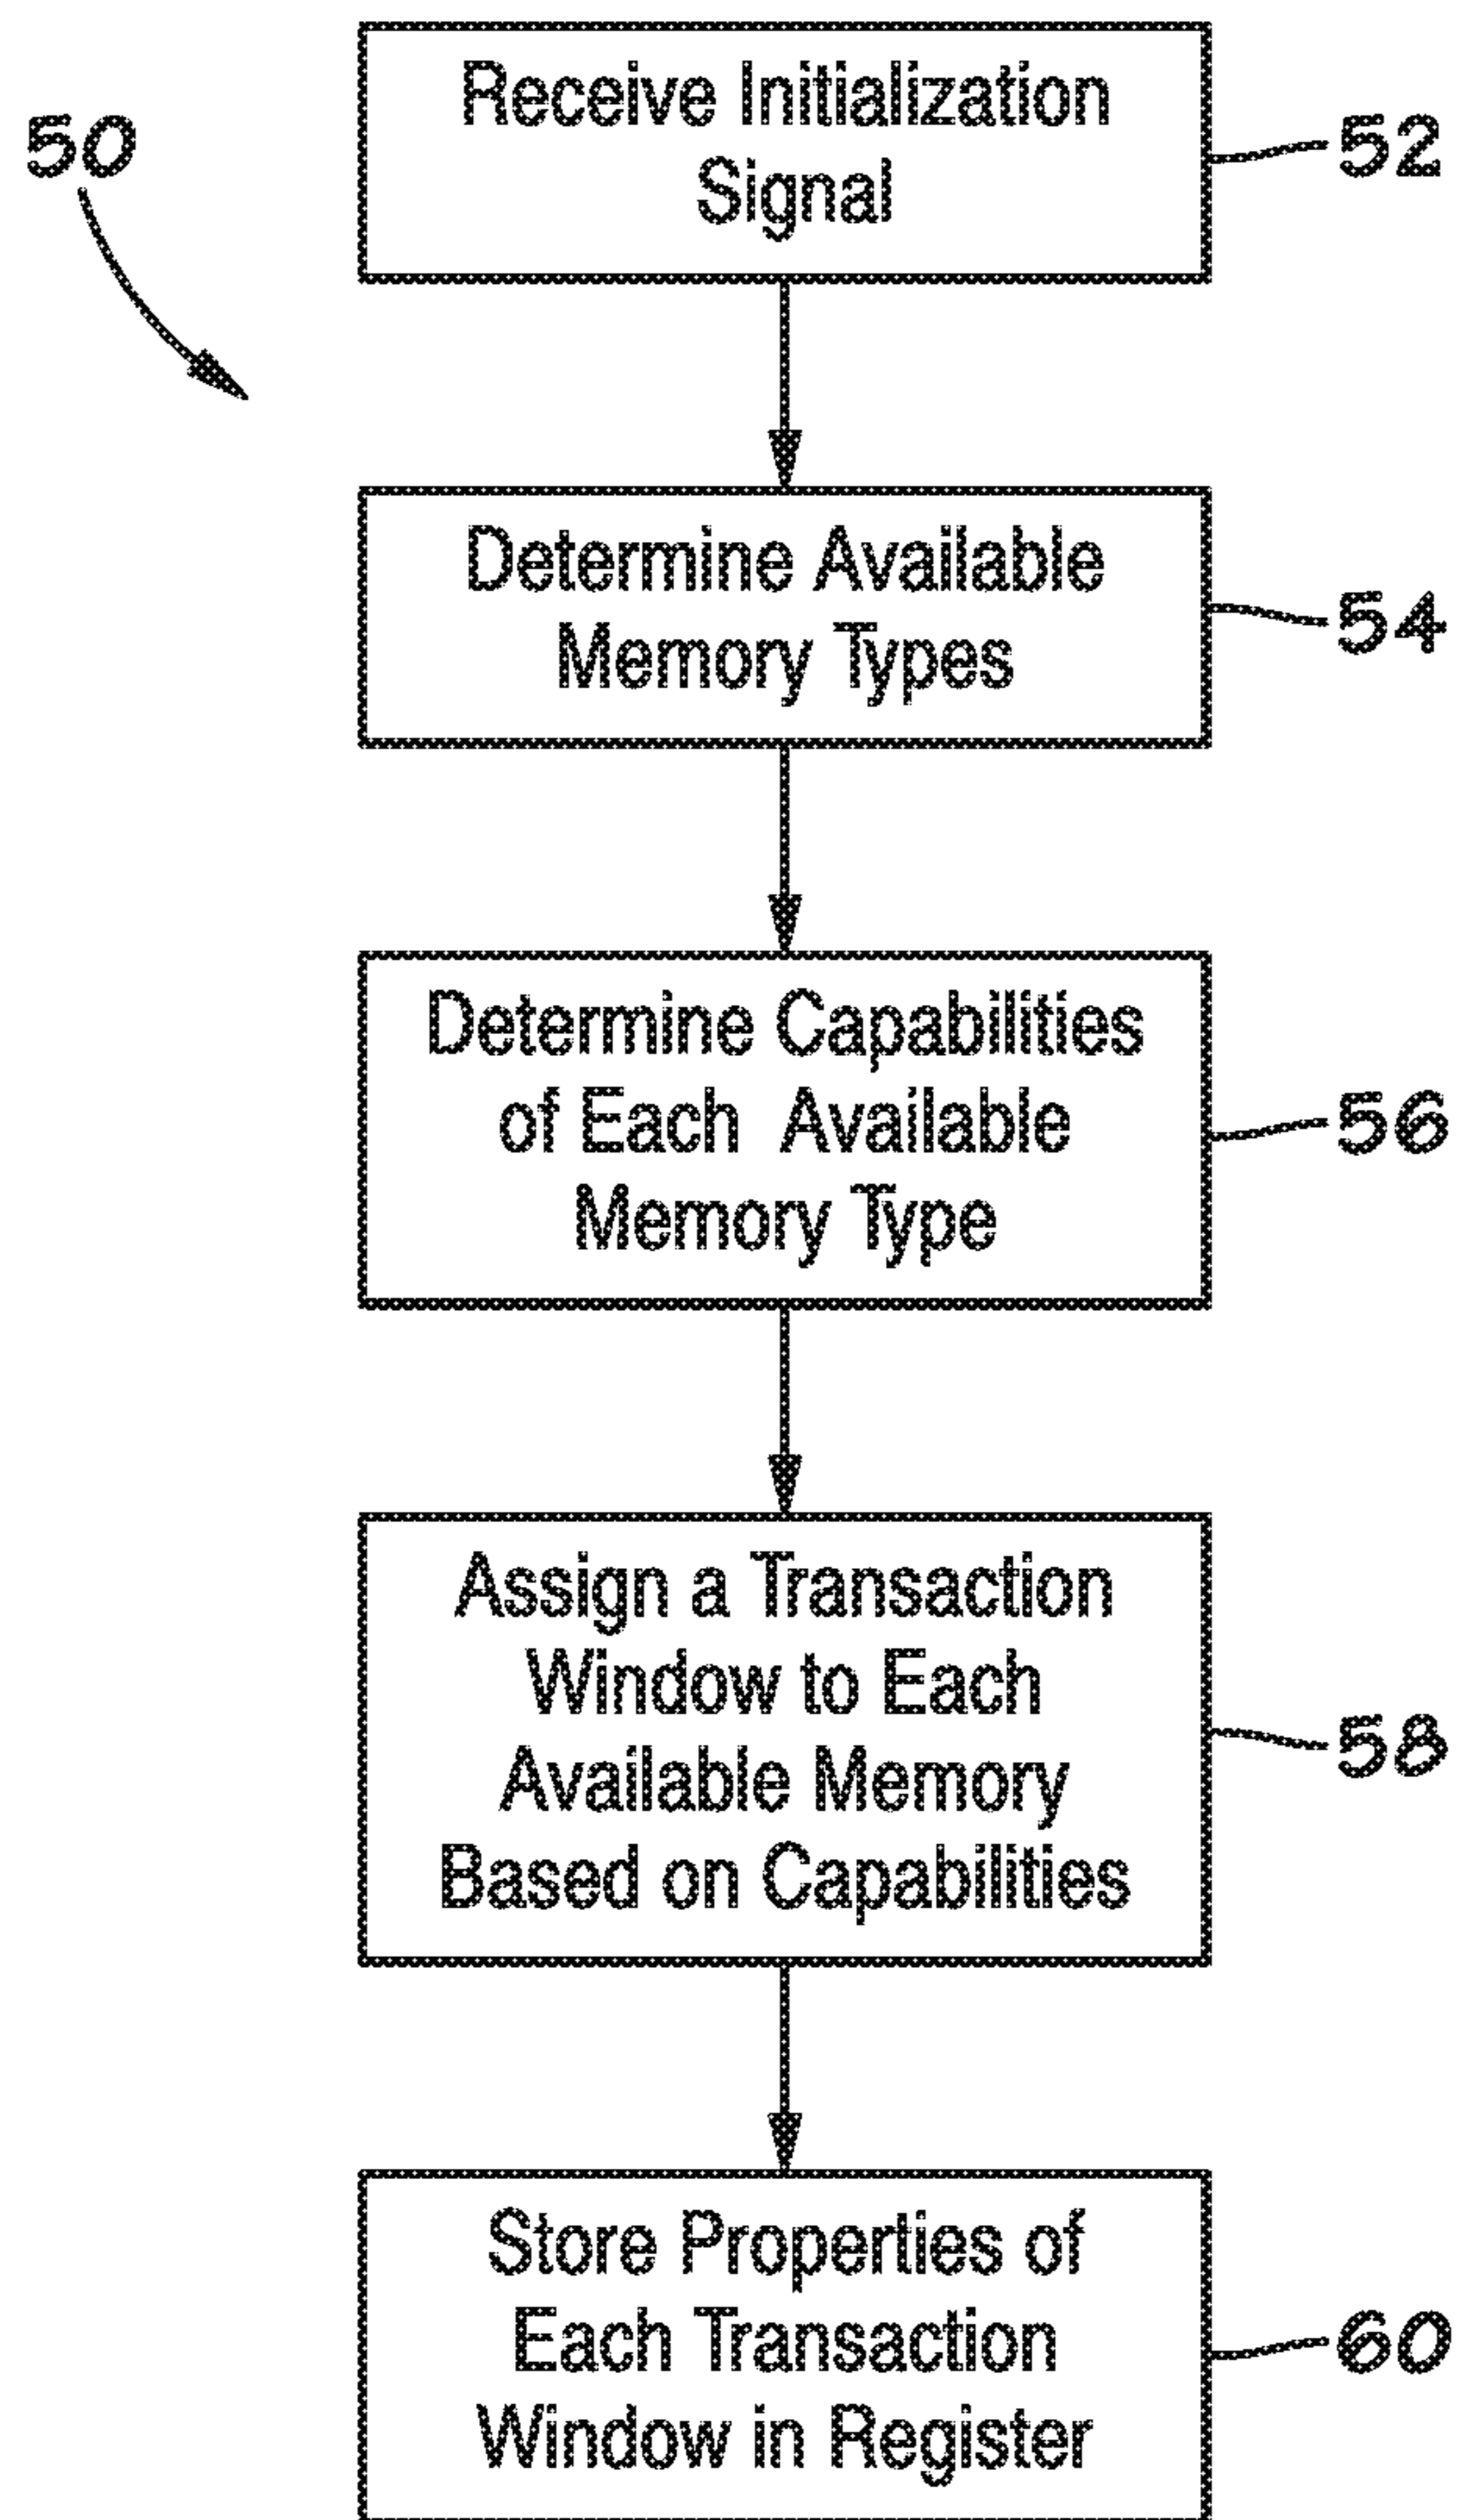 50
Receive Initialization
Signal
52
Determine Available
Memory Types
54
Determine Capabilities
of Each Available
Memory Type
56
Assign a Transaction
Window to Each
Available Memory
Based on Capabilities
58
Store Properties of
Each Transaction
Window in Register
60